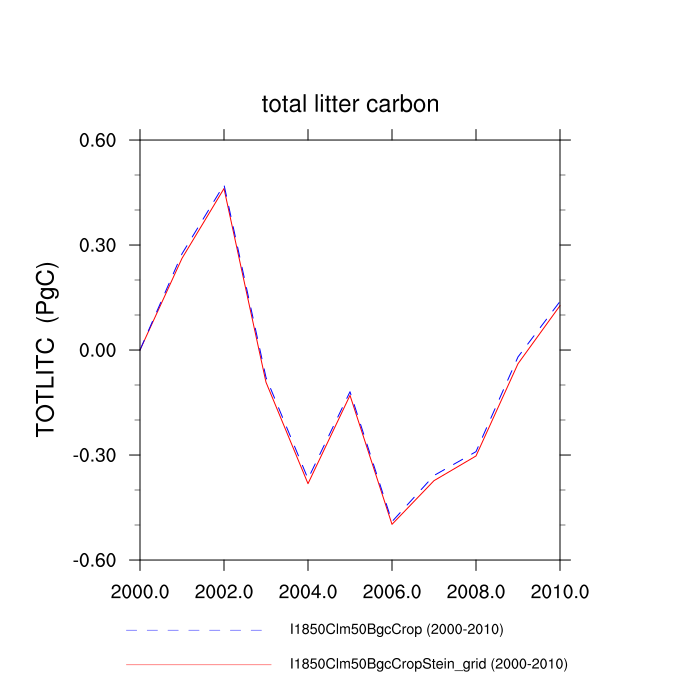 total litter carbon
0.60
0.30
0.00
-0.30
-0.60
TOTLITC (PgC)
2000.0 2002.0 2004.0 2006.0 2008.0 2010.0
I1850Clm50BgcCrop (2000-2010)
I1850Clm50BgcCropStein_grid (2000-2010)